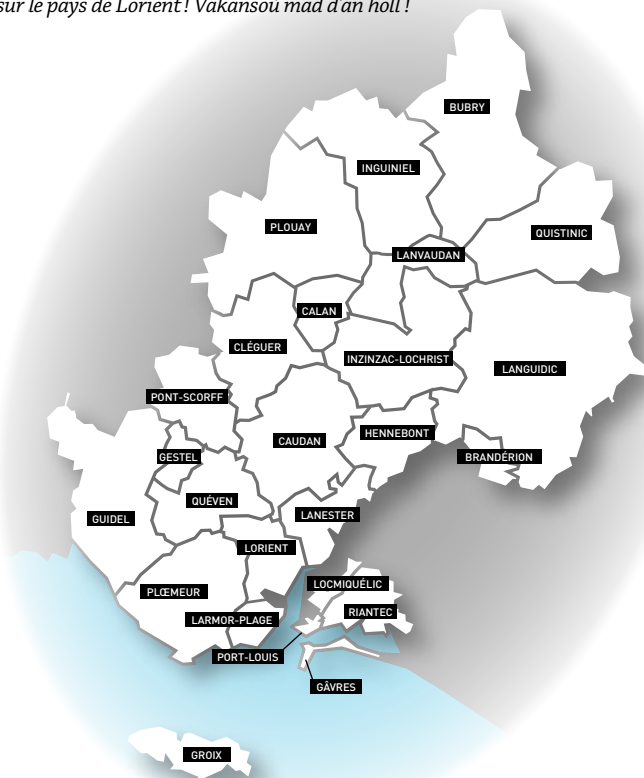 sur le pays de Lorient ! Vakansoù mad d'an holl !
BUBRY
INGUINIEL
PLOUAY
QUISTINIC
LANVAUDAN
CALAN
CLÉGUER
INZINZAC-LOCHRIST
LANGUIDIC
PONT-SCORFF
HENNEBONT
CAUDAN
GESTEL
BRANDÉRION
QUÉVEN
GUIDEL
LANESTER
LORIENT
LOCMIQUÉLIC
PLŒMEUR
RIANTEC
LARMOR-PLAGE
PORT-LOUIS
GÂVRES
GROIX